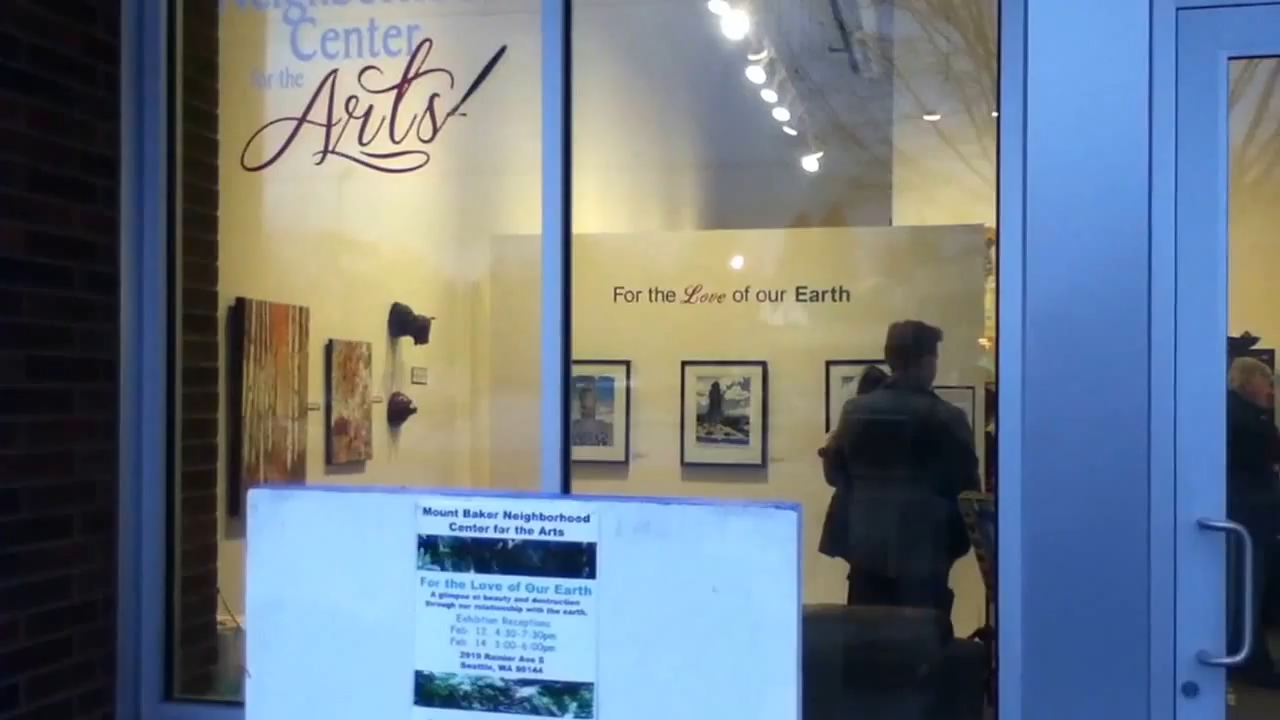 Center
for the
Arts
For the Love of our Earth
Mount Baker Neighborhood
Center for the Arts
For the Love of Our Earth
A glimpse at beauty and destruction
through our relationship with the earth.
Exhibition Receptions
Feb. 12 4:30-7:30pm
Feb. 14 3:00-6:00pm
2919 Rainier Ave S
Seattle, WA 98144